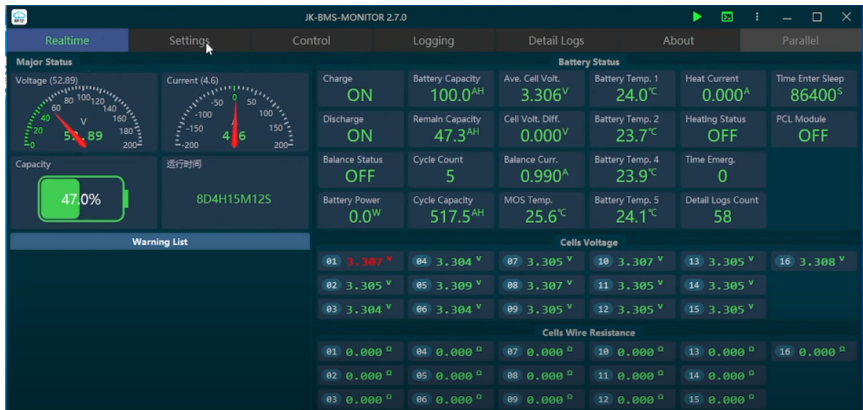 JK-BMS-MONITOR 2.7.0
Realtime Settings Control Logging Detail Logs About Parallel
Major Status
Voltage (52.89)
0 20 40 60 80 100 120 140 160 180 200
V
52.89
Current (4.6)
-200 -150 -100 -50 0 50 100 150 200
A
4.6
Capacity
47.0%
运行时间
8D4H15M12S
Warning List
Battery Status
Charge Battery Capacity Ave. Cell Volt. Battery Temp. 1 Heat Current Time Enter Sleep
ON 100.0AH 3.306V 24.0℃ 0.000A 86400S
Discharge Remain Capacity Cell Volt. Diff. Battery Temp. 2 Heating Status PCL Module
ON 47.3AH 0.000V 23.7℃ OFF OFF
Balance Status Cycle Count Balance Curr. Battery Temp. 4 Time Emerg.
OFF 5 0.990A 23.9℃ 0
Battery Power Cycle Capacity MOS Temp. Battery Temp. 5 Detail Logs Count
0.0W 517.5AH 25.6℃ 24.1℃ 58
Cells Voltage
01 3.307 V 04 3.304 V 07 3.305 V 10 3.307 V 13 3.305 V 16 3.308 V
02 3.305 V 05 3.309 V 08 3.307 V 11 3.305 V 14 3.305 V
03 3.304 V 06 3.304 V 09 3.305 V 12 3.305 V 15 3.305 V
Cells Wire Resistance
01 0.000 Ω 04 0.000 Ω 07 0.000 Ω 10 0.000 Ω 13 0.000 Ω 16 0.000 Ω
02 0.000 Ω 05 0.000 Ω 08 0.000 Ω 11 0.000 Ω 14 0.000 Ω
03 0.000 Ω 06 0.000 Ω 09 0.000 Ω 12 0.000 Ω 15 0.000 Ω